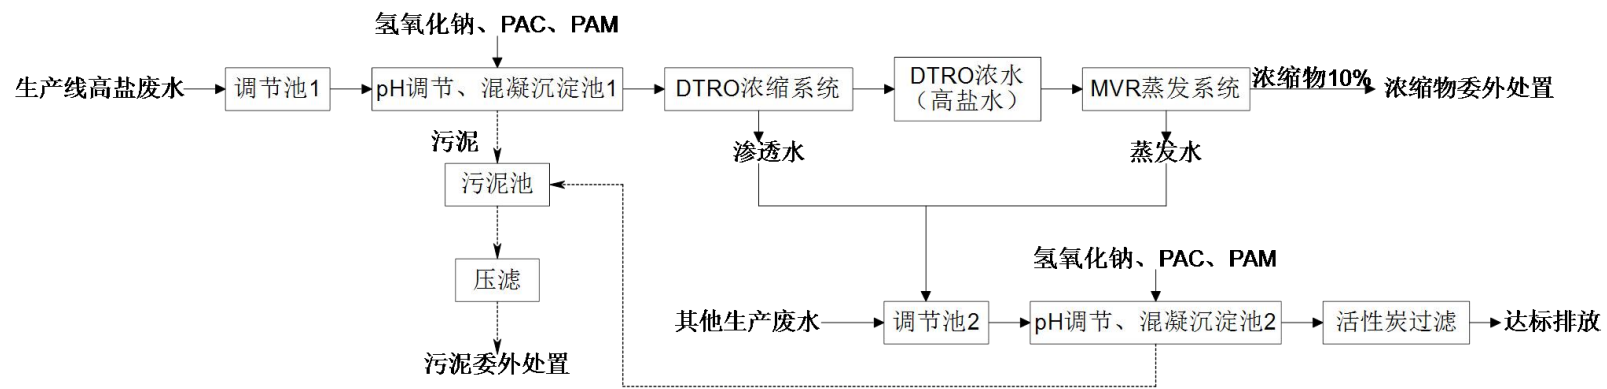 氢氧化钠、PAC、PAM
生产线高盐废水
调节池1
pH调节、混凝沉淀池1
DTRO浓缩系统
DTRO浓水
（高盐水）
MVR蒸发系统
浓缩物10%
浓缩物委外处置
污泥
渗透水
蒸发水
污泥池
压滤
污泥委外处置
氢氧化钠、PAC、PAM
其他生产废水
调节池2
pH调节、混凝沉淀池2
活性炭过滤
达标排放